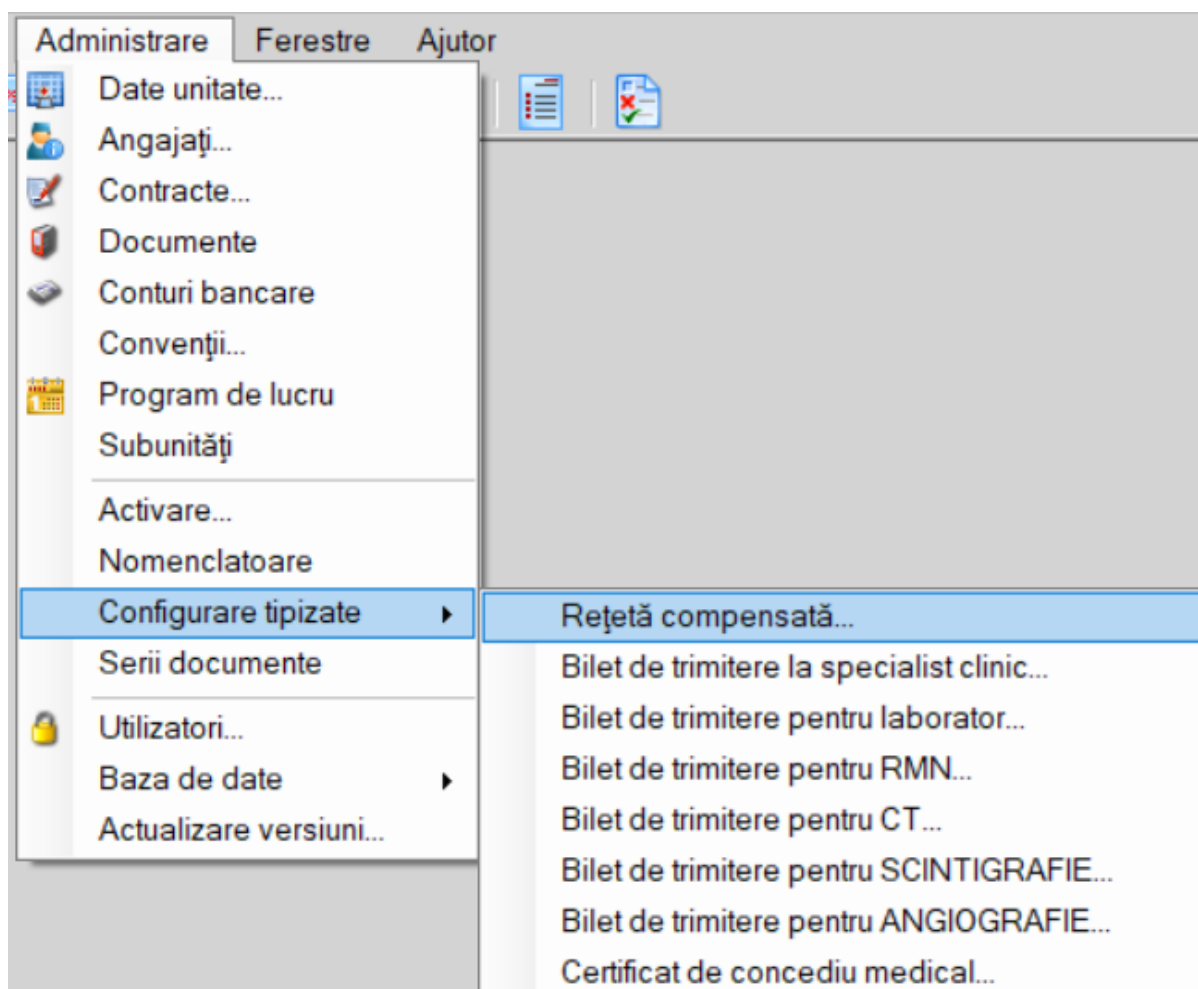 Administrare Ferestre Ajutor
Date unitate...
Angajaţi...
Contracte...
Documente
Conturi bancare
Convenţii...
Program de lucru
Subunităţi
Activare...
Nomenclatoare
Configurare tipizate
Reţetă compensată...
Serii documente
Bilet de trimitere la specialist clinic...
Utilizatori...
Bilet de trimitere pentru laborator...
Baza de date
Bilet de trimitere pentru RMN...
Actualizare versiuni...
Bilet de trimitere pentru CT...
Bilet de trimitere pentru SCINTIGRAFIE...
Bilet de trimitere pentru ANGIOGRAFIE...
Certificat de concediu medical...